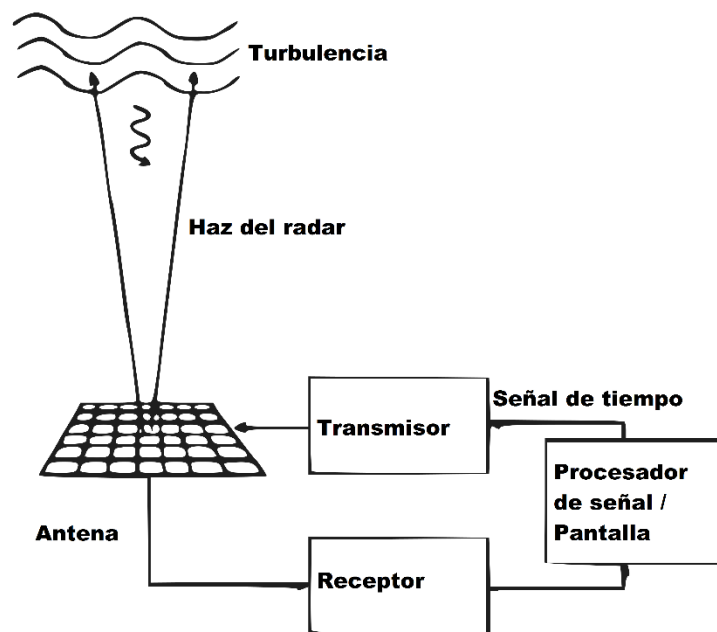 Turbulencia
Haz del radar
Señal de tiempo
Transmisor
Procesador
de señal /
Pantalla
Antena
Receptor